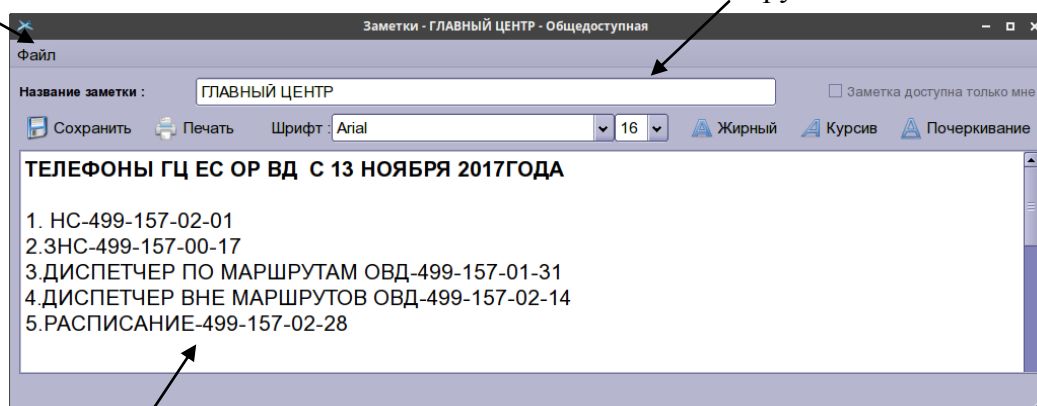 Заметки - ГЛАВНЫЙ ЦЕНТР - Общедоступная
Файл
Название заметки : ГЛАВНЫЙ ЦЕНТР Заметка доступна только мне
Сохранить Печать Шрифт : Arial 16 Жирный Курсив Почеркивание
ТЕЛЕФОНЫ ГЦ ЕС ОР ВД С 13 НОЯБРЯ 2017ГОДА
1. НС-499-157-02-01
2.ЗНС-499-157-00-17
3.ДИСПЕТЧЕР ПО МАРШРУТАМ ОВД-499-157-01-31
4.ДИСПЕТЧЕР ВНЕ МАРШРУТОВ ОВД-499-157-02-14
5.РАСПИСАНИЕ-499-157-02-28